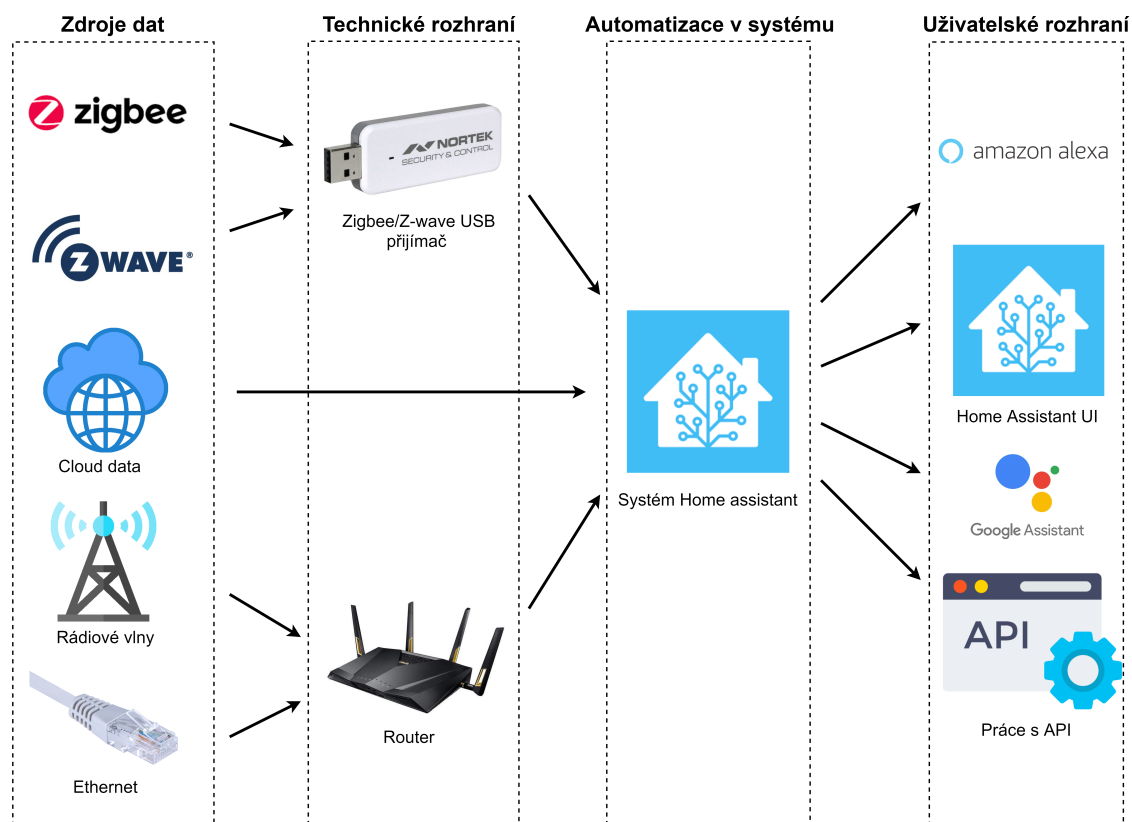 Zdroje dat
Technické rozhraní
Automatizace v systému
Uživatelské rozhraní
zigbee
Z WAVE®
Cloud data
Rádiové vlny
Ethernet
NORTEK
SECURITY & CONTROL
Zigbee/Z-wave USB
přijímač
Router
Systém Home assistant
amazon alexa
Home Assistant UI
Google Assistant
API
Práce s API